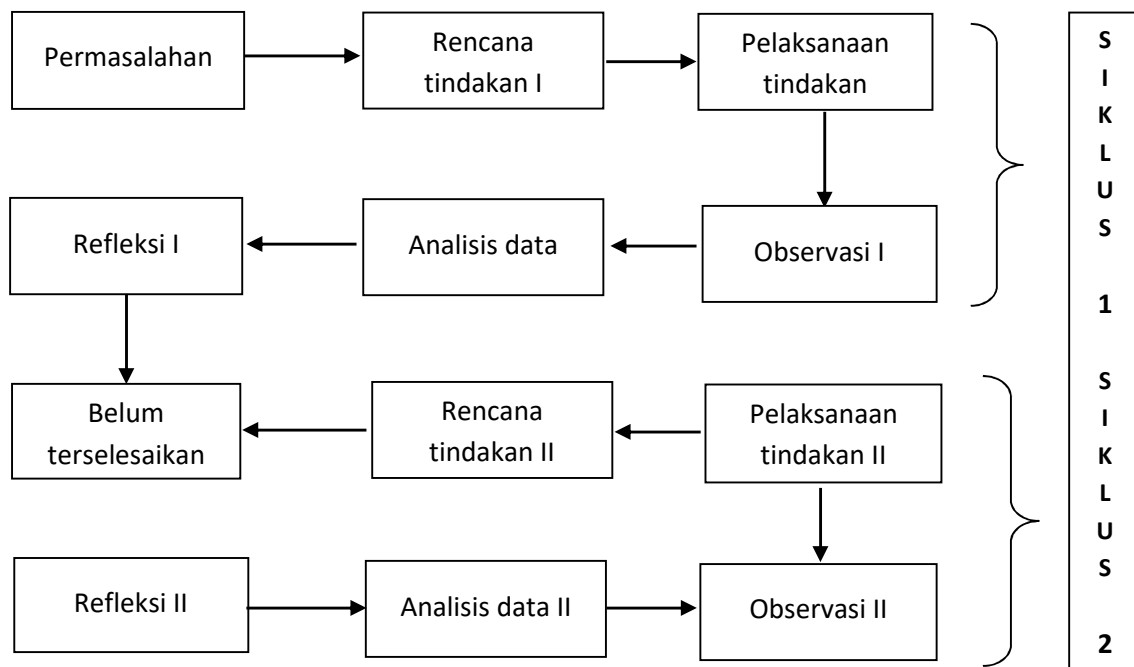 Permasalahan
Rencana
tindakan I
Pelaksanaan
tindakan
Refleksi I
Analisis data
Observasi I
Belum
terselesaikan
Rencana
tindakan II
Pelaksanaan
tindakan II
Refleksi II
Analisis data II
Observasi II
S
I
K
L
U
S
1
S
I
K
L
U
S
2